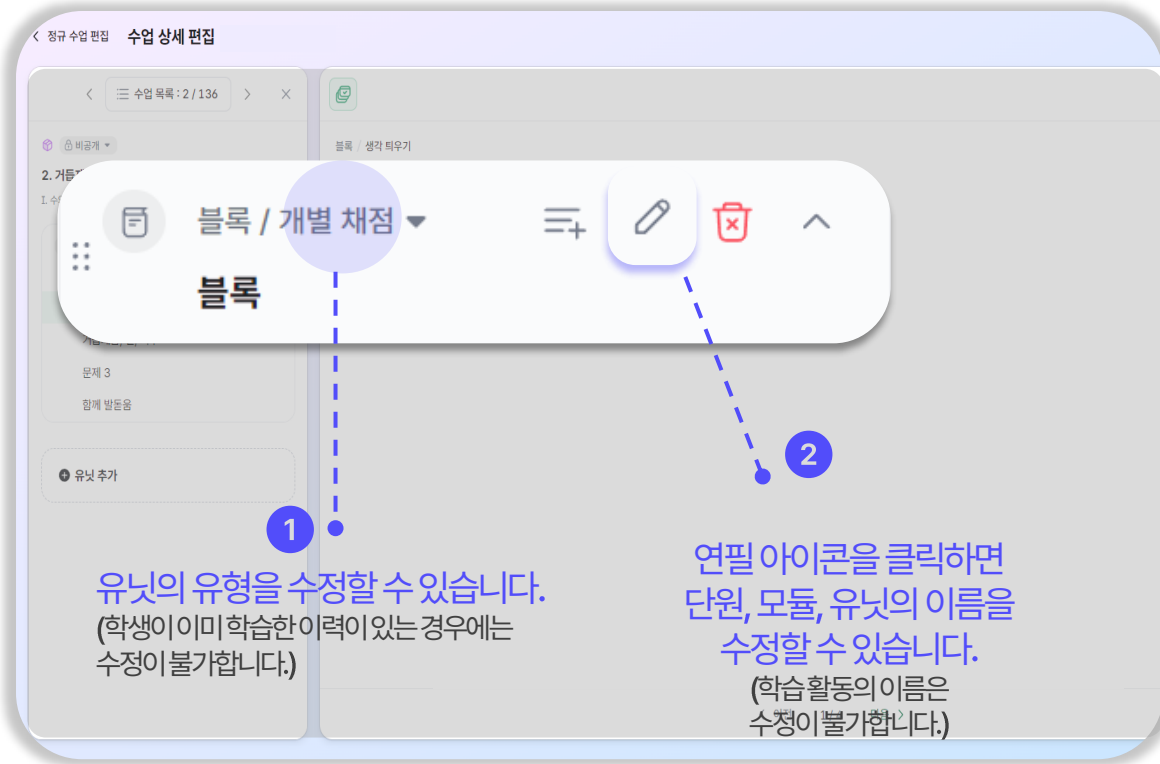 정규 수업 편집 수업 상세 편집
수업 목록 : 2 / 136
비공개
블록 / 생각 틔우기
2. 거듭
I. 수
블록 / 개별 채점
블록
문제 3
함께 발돋움
유닛 추가
1
2
유닛의 유형을 수정할 수 있습니다.
(학생이 이미 학습한 이력이 있는 경우에는
수정이 불가합니다.)
연필 아이콘을 클릭하면
단원, 모듈, 유닛의 이름을
수정할 수 있습니다.
(학습 활동의 이름은
수정이 불가합니다.)